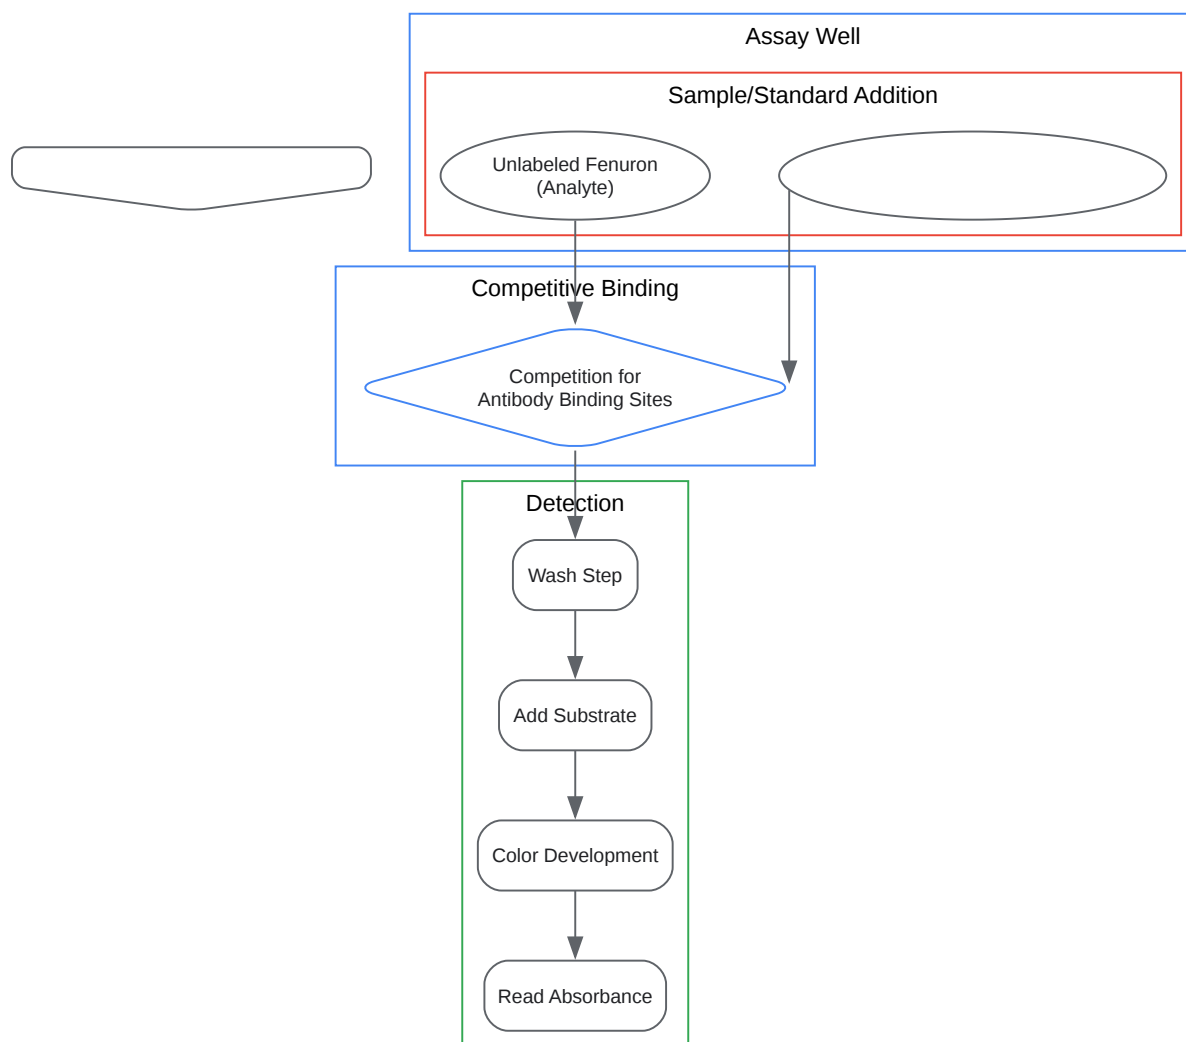 Assay Well
Sample/Standard Addition
Unlabeled Fenuron
(Analyte)
Competitive Binding
Competition for
Antibody Binding Sites
Detection
Wash Step
Add Substrate
Color Development
Read Absorbance